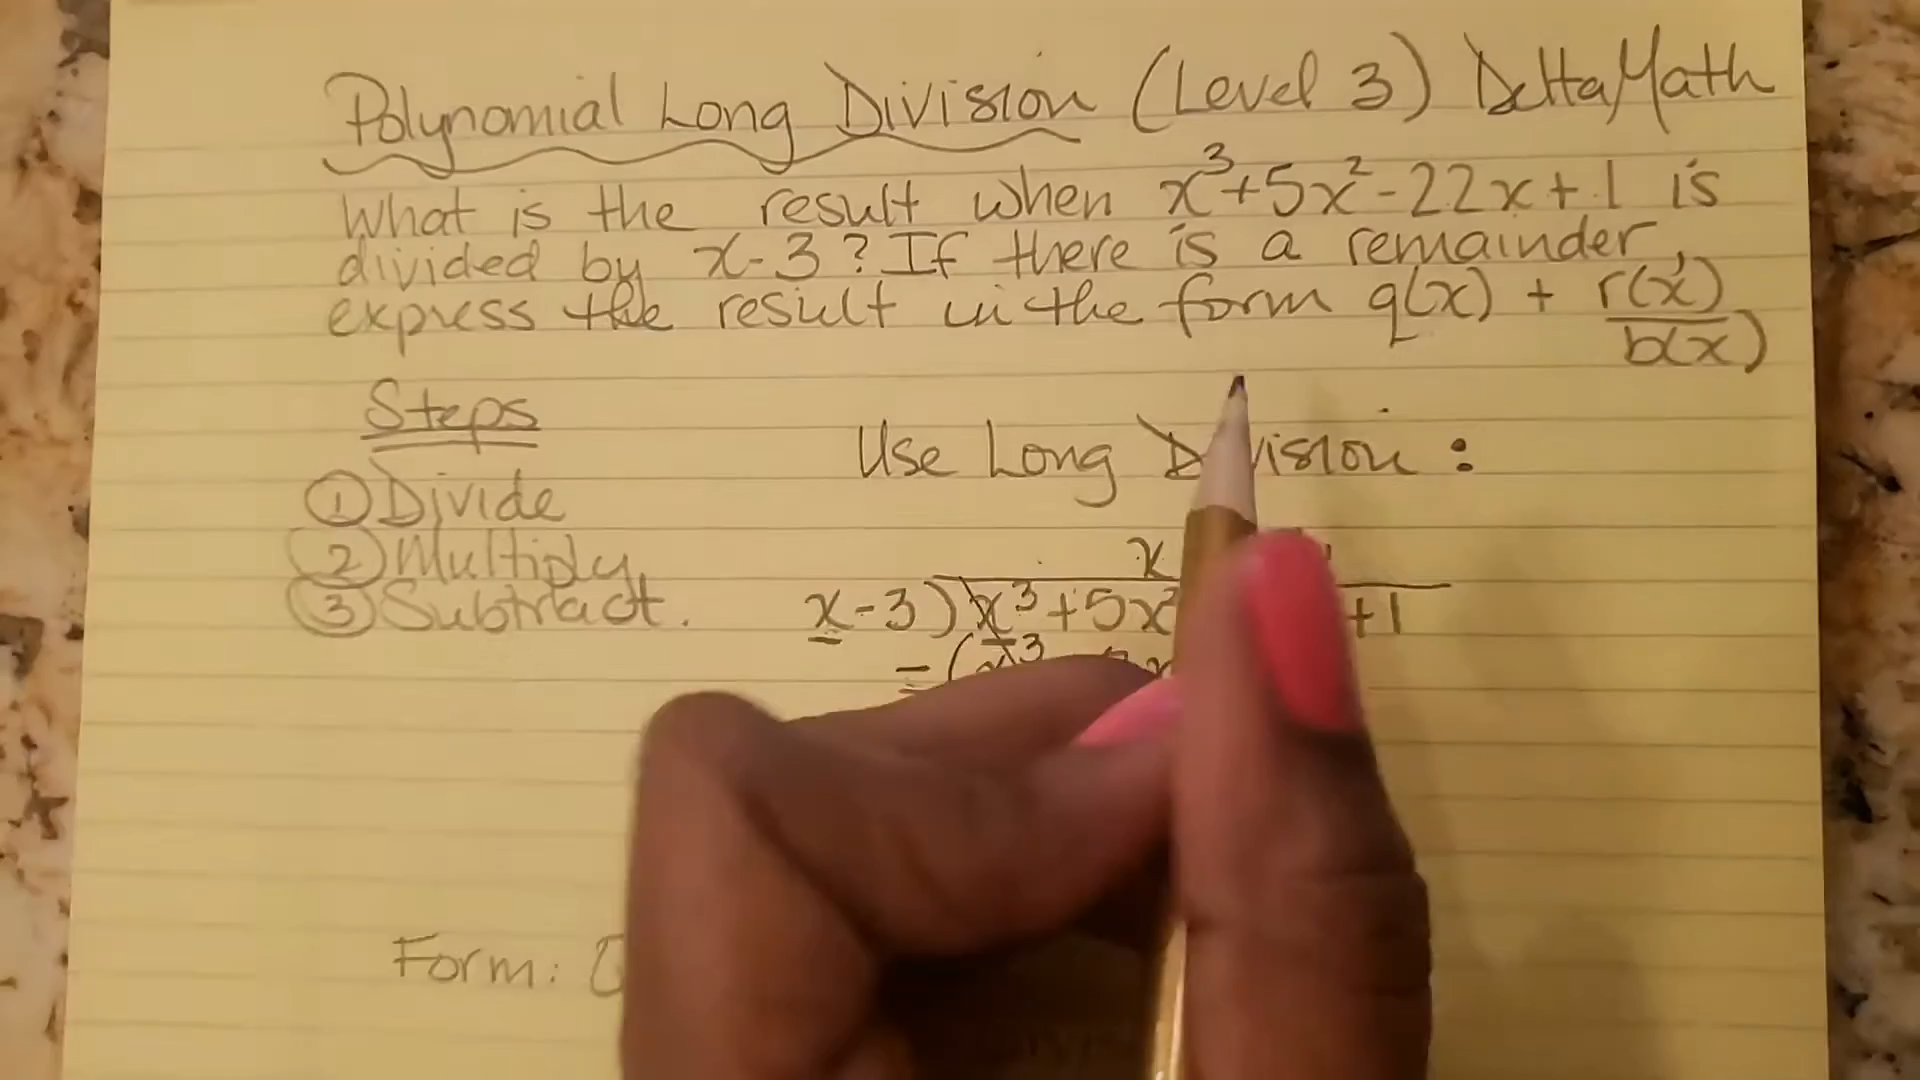 Polynomial Long Division (Level 3) DeltaMath
What is the result when x³+5x²-22x+1 is
divided by x-3? If there is a remainder,
express the result in the form q(x) + r(x)
b(x)
Steps
Use Long Division:
① Divide
② Multiply
③ Subtract.
x
x-3)x³+5x² +1
-(x³
Form: